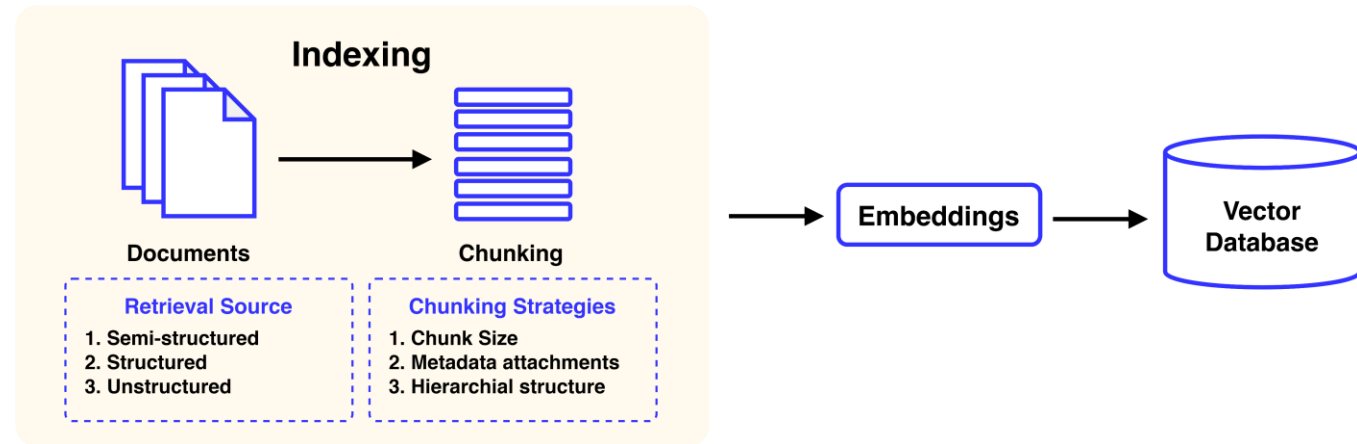 Indexing
Documents
Chunking
Retrieval Source
1. Semi-structured
2. Structured
3. Unstructured
Chunking Strategies
1. Chunk Size
2. Metadata attachments
3. Hierarchial structure
Embeddings
Vector
Database